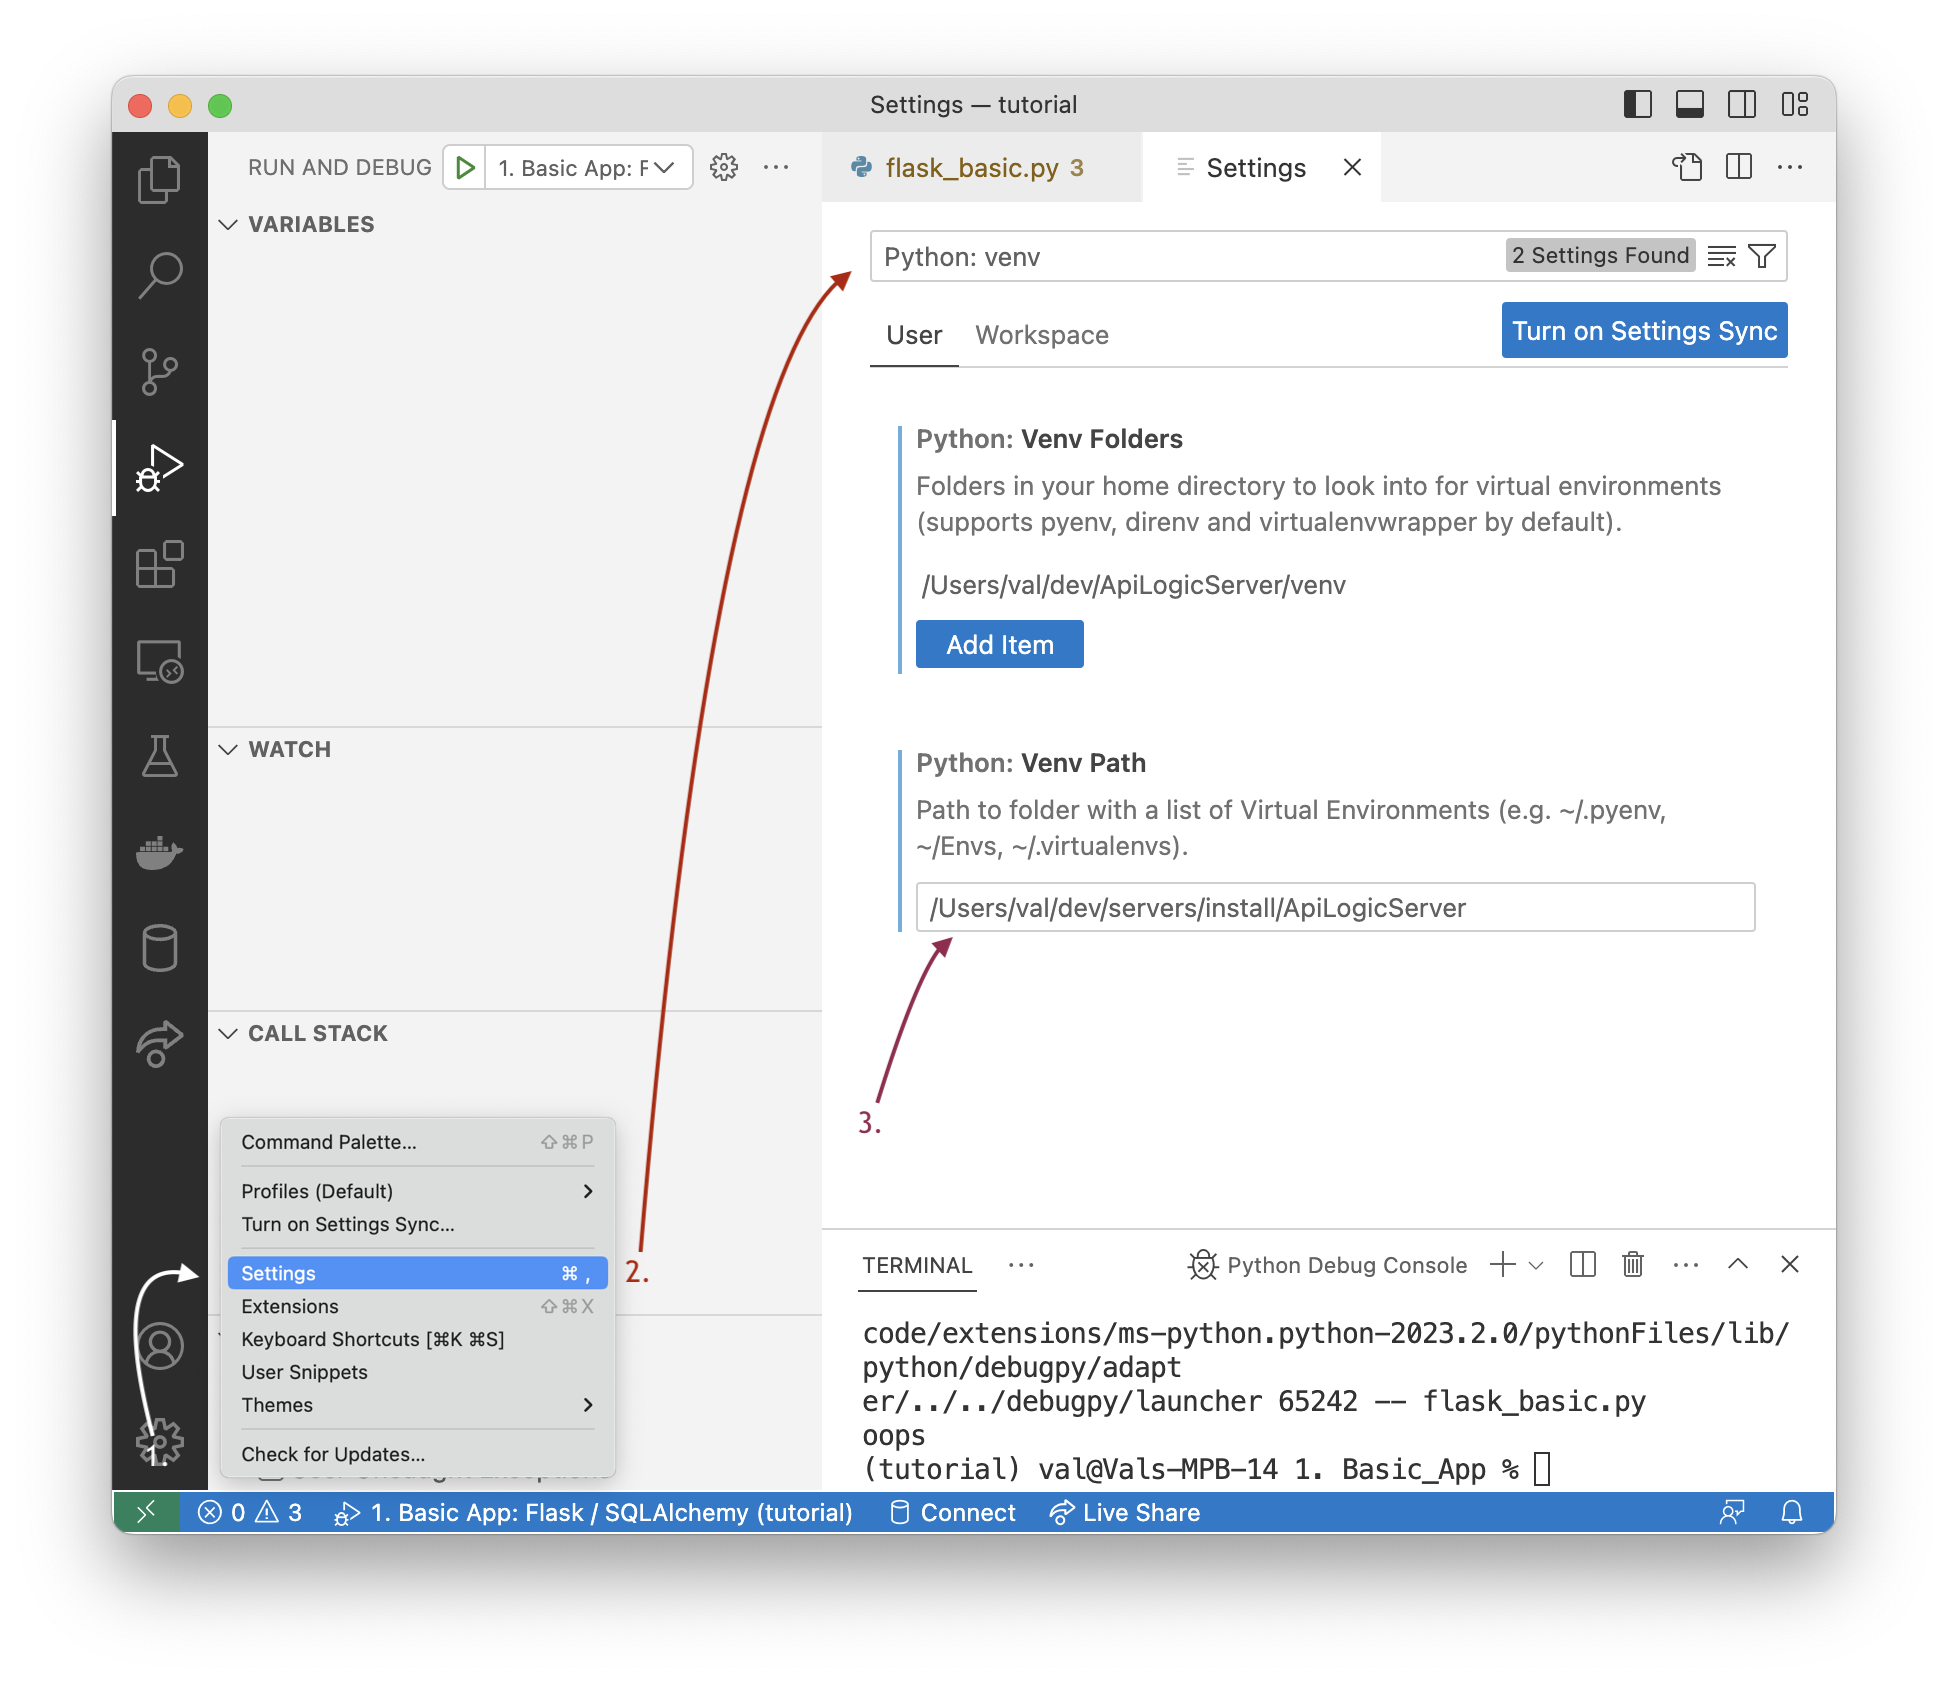 Settings — tutorial
RUN AND DEBUG
1. Basic App: F
VARIABLES
WATCH
CALL STACK
flask_basic.py 3
Settings
Python: venv
2 Settings Found
User
Workspace
Turn on Settings Sync
Python: Venv Folders
Folders in your home directory to look into for virtual environments
(supports pyenv, direnv and virtualenvwrapper by default).
/Users/val/dev/ApiLogicServer/venv
Add Item
Python: Venv Path
Path to folder with a list of Virtual Environments (e.g. ~/.pyenv,
~/Envs, ~/.virtualenvs).
/Users/val/dev/servers/install/ApiLogicServer
3.
Command Palette... ⇧⌘P
Profiles (Default)
Turn on Settings Sync...
Settings ⌘ ,
2.
Extensions ⇧⌘X
Keyboard Shortcuts [⌘K ⌘S]
User Snippets
Themes
Check for Updates...
1.
TERMINAL
Python Debug Console
code/extensions/ms-python.python-2023.2.0/pythonFiles/lib/
python/debugpy/adapt
er/../../debugpy/launcher 65242 -- flask_basic.py
oops
(tutorial) val@Vals-MPB-14 1. Basic_App %
0 3 1. Basic App: Flask / SQLAlchemy (tutorial) Connect Live Share